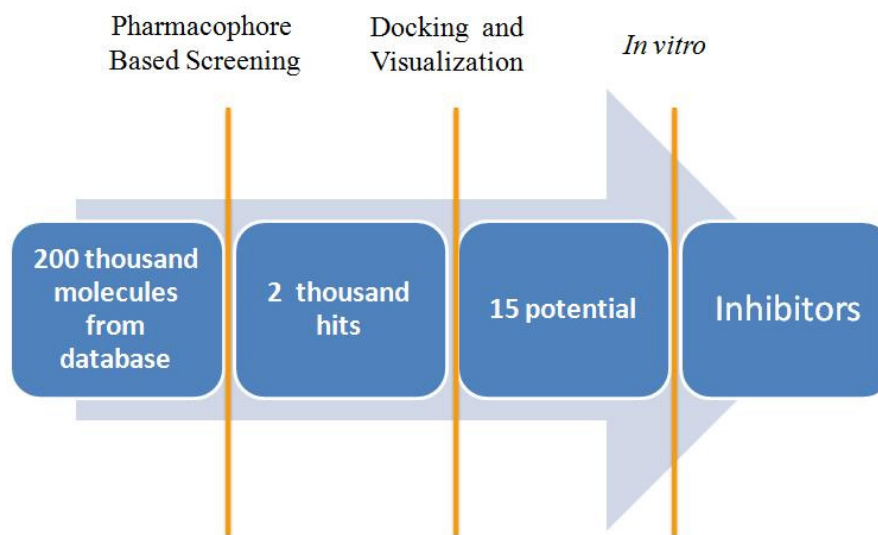 Pharmacophore
Based Screening
Docking and
Visualization
In vitro
200 thousand
molecules
from
database
2 thousand
hits
15 potential
Inhibitors